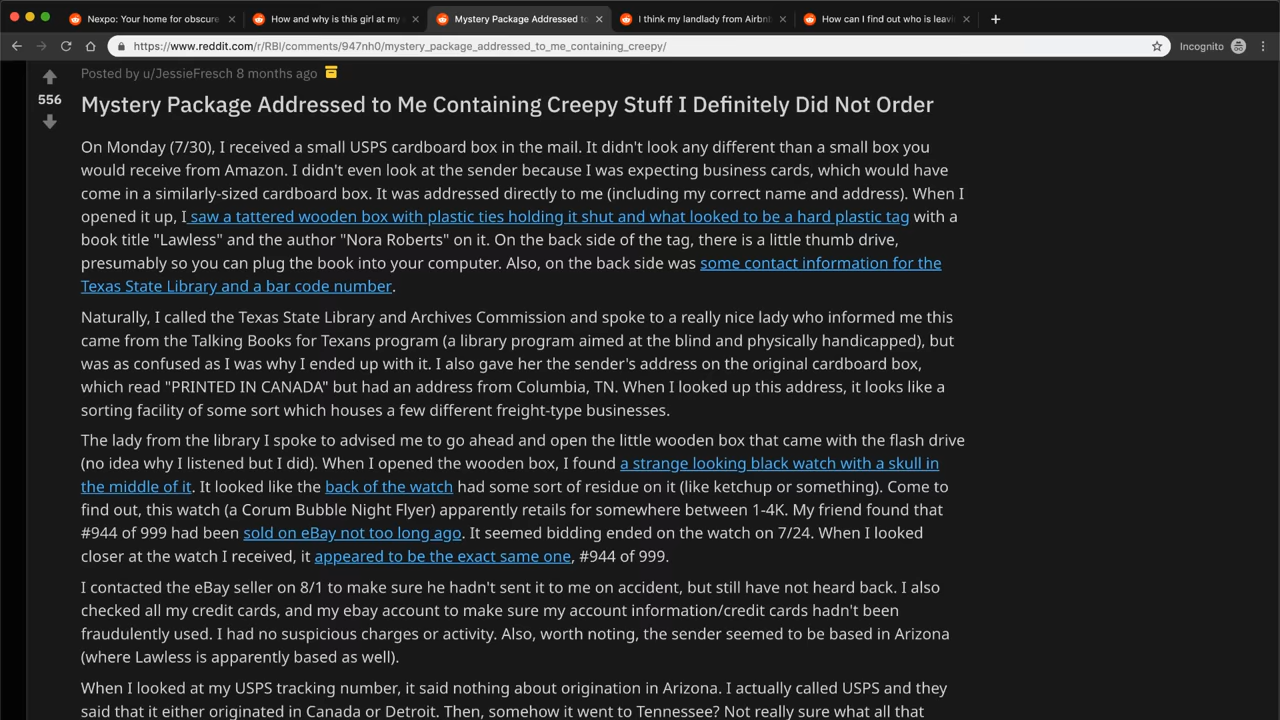 Nexpo: Your home for obscure
How and why is this girl at my
Mystery Package Addressed to
I think my landlady from Airbnb
How can I find out who is leavi
https://www.reddit.com/r/RBI/comments/947nh0/mystery_package_addressed_to_me_containing_creepy/
Incognito
Posted by u/JessieFresch 8 months ago
556
Mystery Package Addressed to Me Containing Creepy Stuff I Definitely Did Not Order
On Monday (7/30), I received a small USPS cardboard box in the mail. It didn't look any different than a small box you
would receive from Amazon. I didn't even look at the sender because I was expecting business cards, which would have
come in a similarly-sized cardboard box. It was addressed directly to me (including my correct name and address). When I
opened it up, I saw a tattered wooden box with plastic ties holding it shut and what looked to be a hard plastic tag with a
book title "Lawless" and the author "Nora Roberts" on it. On the back side of the tag, there is a little thumb drive,
presumably so you can plug the book into your computer. Also, on the back side was some contact information for the
Texas State Library and a bar code number.
Naturally, I called the Texas State Library and Archives Commission and spoke to a really nice lady who informed me this
came from the Talking Books for Texans program (a library program aimed at the blind and physically handicapped), but
was as confused as I was why I ended up with it. I also gave her the sender's address on the original cardboard box,
which read "PRINTED IN CANADA" but had an address from Columbia, TN. When I looked up this address, it looks like a
sorting facility of some sort which houses a few different freight-type businesses.
The lady from the library I spoke to advised me to go ahead and open the little wooden box that came with the flash drive
(no idea why I listened but I did). When I opened the wooden box, I found a strange looking black watch with a skull in
the middle of it. It looked like the back of the watch had some sort of residue on it (like ketchup or something). Come to
find out, this watch (a Corum Bubble Night Flyer) apparently retails for somewhere between 1-4K. My friend found that
#944 of 999 had been sold on eBay not too long ago. It seemed bidding ended on the watch on 7/24. When I looked
closer at the watch I received, it appeared to be the exact same one, #944 of 999.
I contacted the eBay seller on 8/1 to make sure he hadn't sent it to me on accident, but still have not heard back. I also
checked all my credit cards, and my ebay account to make sure my account information/credit cards hadn't been
fraudulently used. I had no suspicious charges or activity. Also, worth noting, the sender seemed to be based in Arizona
(where Lawless is apparently based as well).
When I looked at my USPS tracking number, it said nothing about origination in Arizona. I actually called USPS and they
said that it either originated in Canada or Detroit. Then, somehow it went to Tennessee? Not really sure what all that